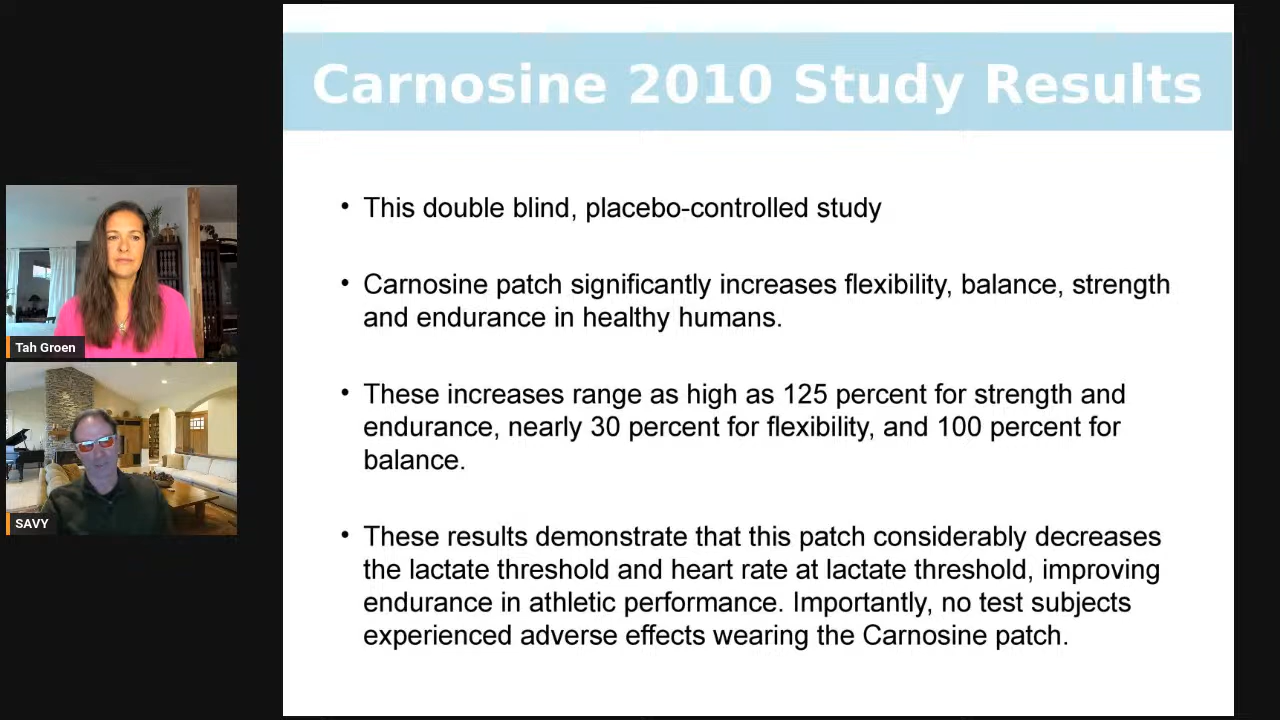 Carnosine 2010 Study Results
• This double blind, placebo-controlled study
• Carnosine patch significantly increases flexibility, balance, strength
and endurance in healthy humans.
• These increases range as high as 125 percent for strength and
endurance, nearly 30 percent for flexibility, and 100 percent for
balance.
• These results demonstrate that this patch considerably decreases
the lactate threshold and heart rate at lactate threshold, improving
endurance in athletic performance. Importantly, no test subjects
experienced adverse effects wearing the Carnosine patch.
Tah Groen
SAVY